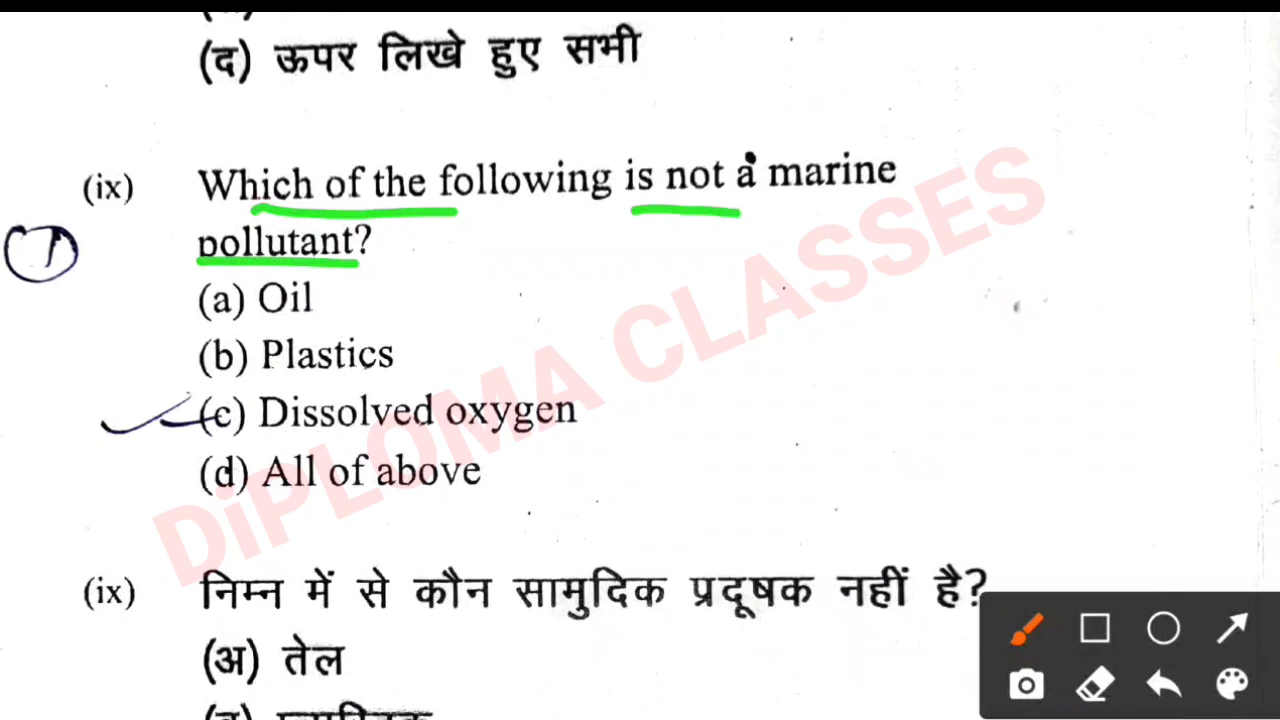 (द) ऊपर लिखे हुए सभी
(ix) Which of the following is not a marine
pollutant?
1
(a) Oil
(b) Plastics
(c) Dissolved oxygen
(d) All of above
DiPLOMA CLASSES
(ix) निम्न में से कौन सामुदिक प्रदूषक नहीं है?
(अ) तेल